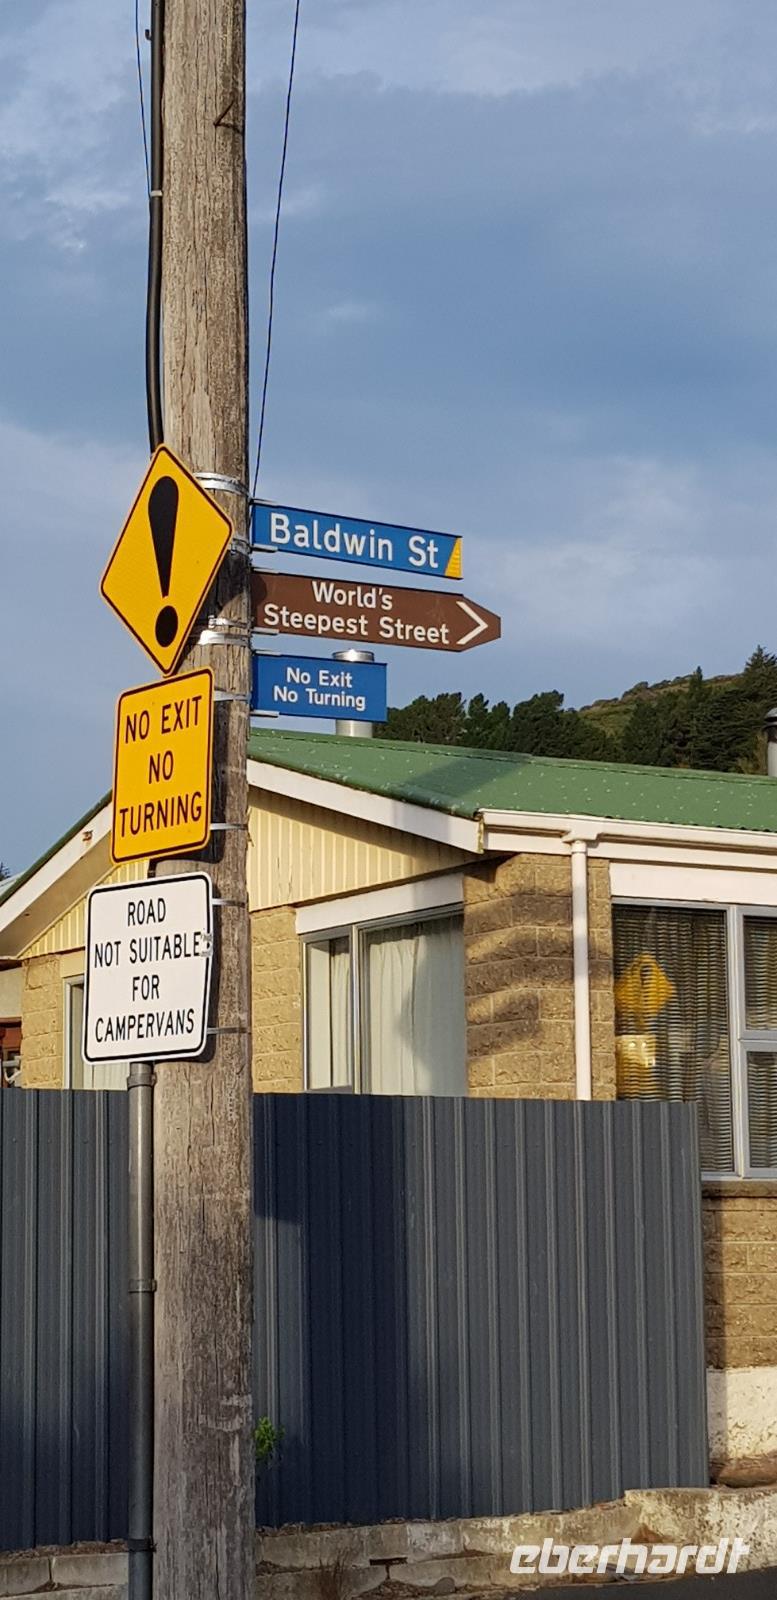 Baldwin St
World's
Steepest Street
No Exit
No Turning
!
NO EXIT
NO
TURNING
ROAD
NOT SUITABLE
FOR
CAMPERVANS
eberhardt